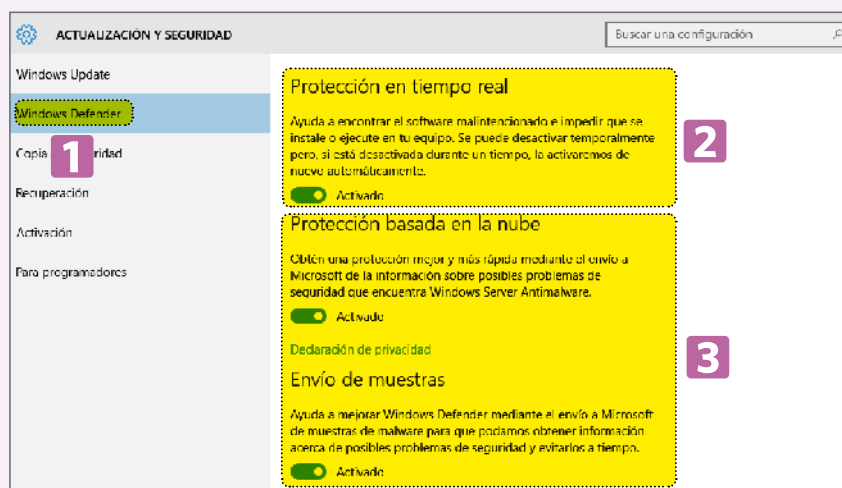 ACTUALIZACIÓN Y SEGURIDAD
Buscar una configuración
Windows Update
Windows Defender
1
Copia ridad
Recuperación
Activación
Para programadores
Protección en tiempo real
Ayuda a encontrar el software malintencionado e impedir que se
instale o ejecute en tu equipo. Se puede desactivar temporalmente
pero, si está desactivada durante un tiempo, la activaremos de
nuevo automáticamente.
Activado
2
Protección basada en la nube
Obtén una protección mejor y más rápida mediante el envío a
Microsoft de la información sobre posibles problemas de
seguridad que encuentra Windows Server Antimalware.
Activado
Declaración de privacidad
3
Envío de muestras
Ayuda a mejorar Windows Defender mediante el envío a Microsoft
de muestras de malware para que podamos obtener información
acerca de posibles problemas de seguridad y evitarlos a tiempo.
Activado